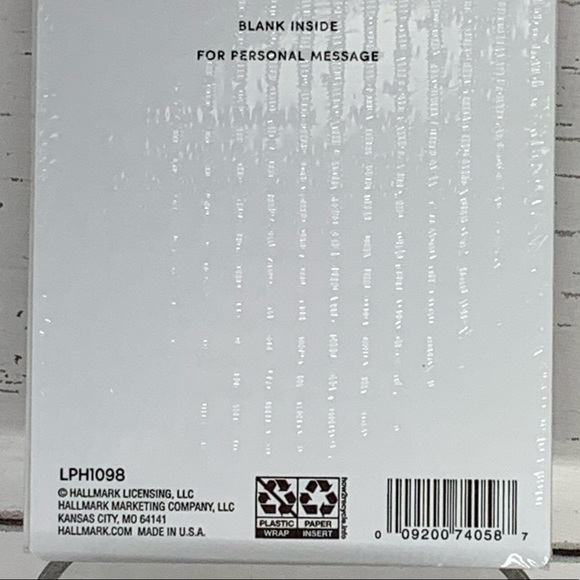 BLANK INSIDE
FOR PERSONAL MESSAGE
LPH1098
© HALLMARK LICENSING, LLC
HALLMARK MARKETING COMPANY, LLC
KANSAS CITY, MO 64141
HALLMARK.COM MADE IN U.S.A.
PLASTIC PAPER
WRAP INSERT
how2recycle.info
0 09200 74058 7